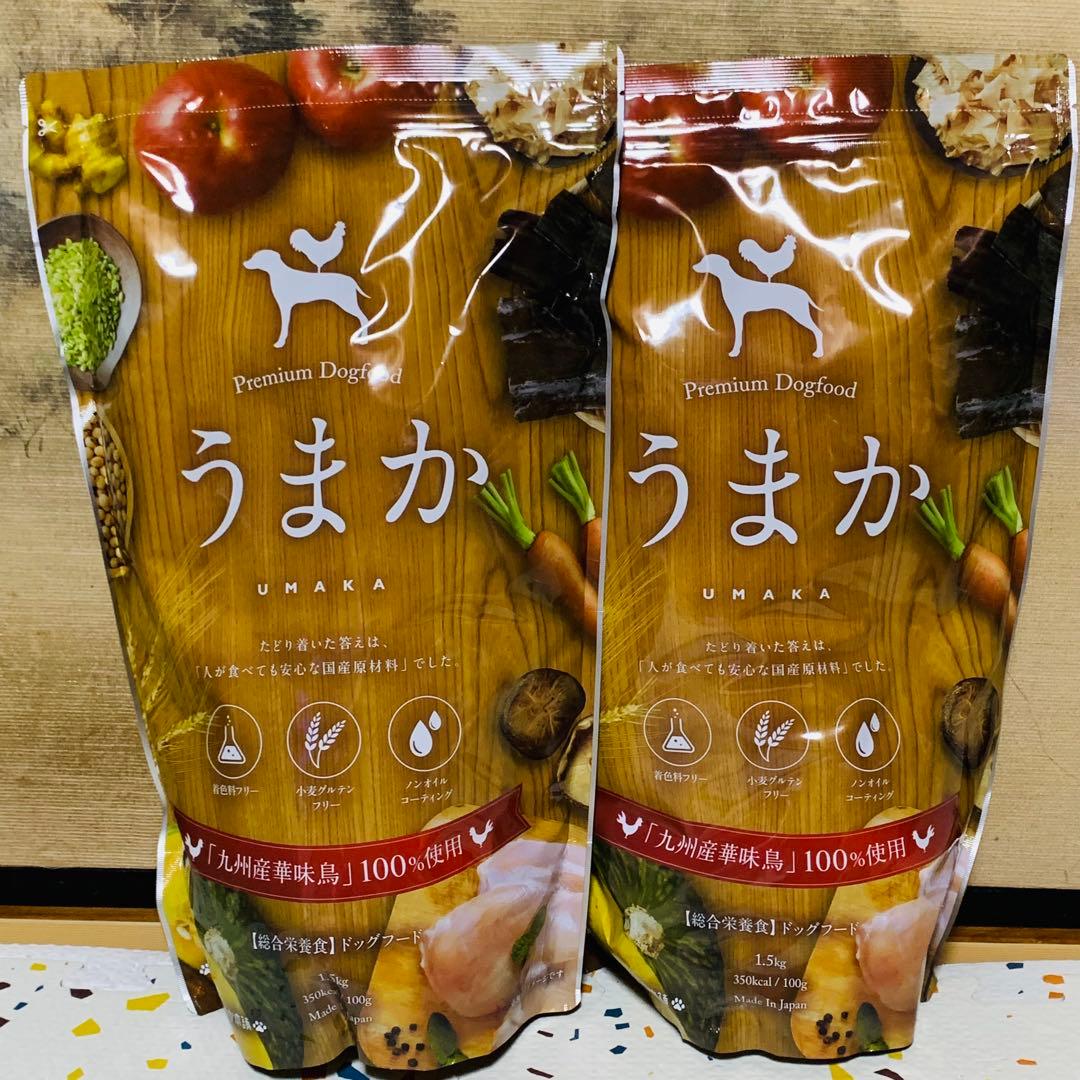 Premium Dogfood
うまか
UMAKA
たどり着いた答えは、
「人が食べても安心な国産原材料」でした。
着色料フリー
小麦グルテン
フリー
ノンオイル
コーティング
「九州産華味鳥」100%使用
【総合栄養食】ドッグフード
1.5kg
350kcal / 100g
Made In Japan
Premium Dogfood
うまか
UMAKA
たどり着いた答えは、
「人が食べても安心な国産原材料」でした。
着色料フリー
小麦グルテン
フリー
ノンオイル
コーティング
「九州産華味鳥」100%使用
【総合栄養食】ドッグフード
1.5kg
350kcal / 100g
Made In Japan